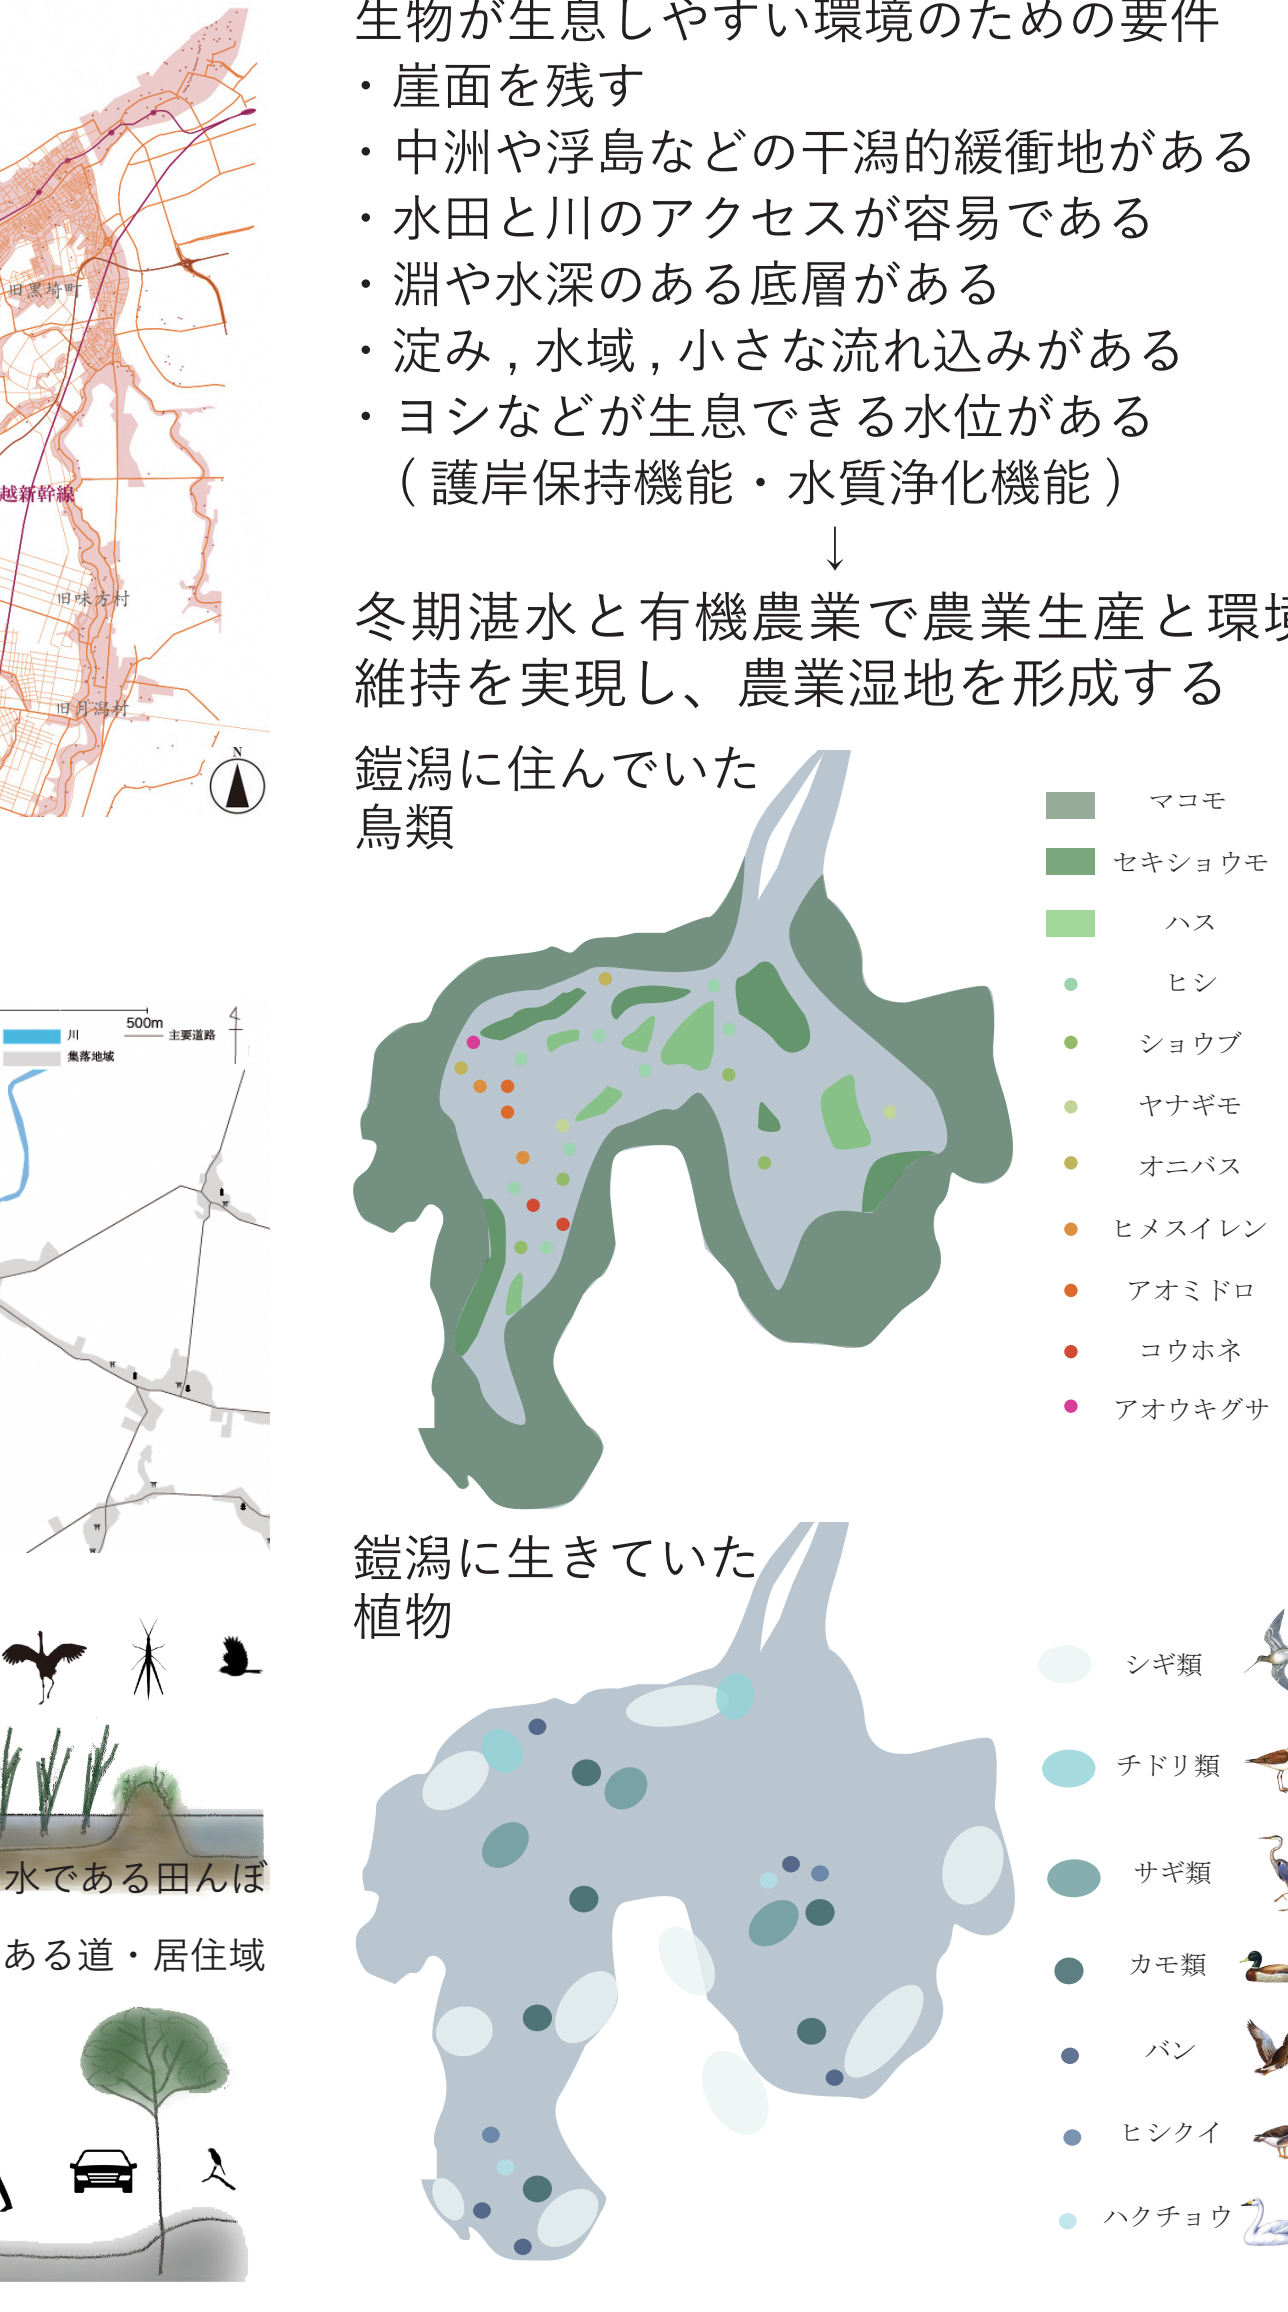 生物が生息しやすい環境のための要件
・崖面を残す
・中洲や浮島などの干潟的緩衝地がある
・水田と川のアクセスが容易である
・淵や水深のある底層がある
・淀み , 水域 , 小さな流れ込みがある
・ヨシなどが生息できる水位がある
( 護岸保持機能・水質浄化機能 )
↓
冬期湛水と有機農業で農業生産と環境
維持を実現し、農業湿地を形成する
旧黒埼町
越新幹線
旧味方村
旧月潟村
N
鎧潟に住んでいた
鳥類
マコモ
セキショウモ
ハス
ヒシ
ショウブ
ヤナギモ
オニバス
ヒメスイレン
アオミドロ
コウホネ
アオウキグサ
500m
川
主要道路
集落地域
鎧潟に生きていた
植物
シギ類
チドリ類
サギ類
カモ類
バン
ヒシクイ
ハクチョウ
水である田んぼ
ある道・居住域